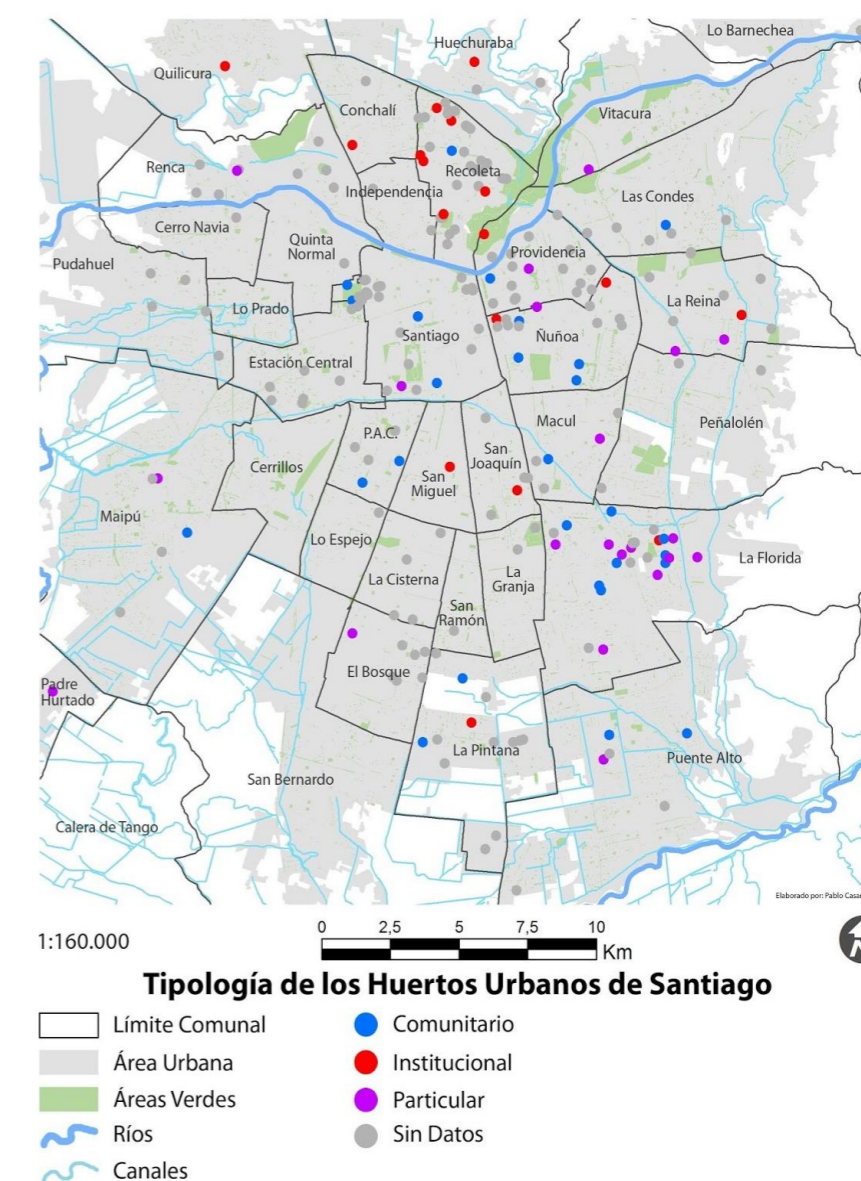 Lo Barnechea
Huechuraba
Quilicura
Conchalí
Vitacura
Renca
Recoleta
Independencia
Las Condes
Cerro Navia
Quinta
Normal
Providencia
Pudahuel
La Reina
Lo Prado
Santiago
Ñuñoa
Estación Central
Macul
Peñalolén
P.A.C.
San
Joaquín
Cerrillos
San
Miguel
Maipú
Lo Espejo
La Florida
La Cisterna
La
Granja
San
Ramón
El Bosque
Padre
Hurtado
La Pintana
Puente Alto
San Bernardo
Calera de Tango
Elaborado por: Pablo
1:160.000
0 2,5 5 7,5 10
Km
Tipología de los Huertos Urbanos de Santiago
Límite Comunal
Comunitario
Área Urbana
Institucional
Áreas Verdes
Particular
Ríos
Sin Datos
Canales